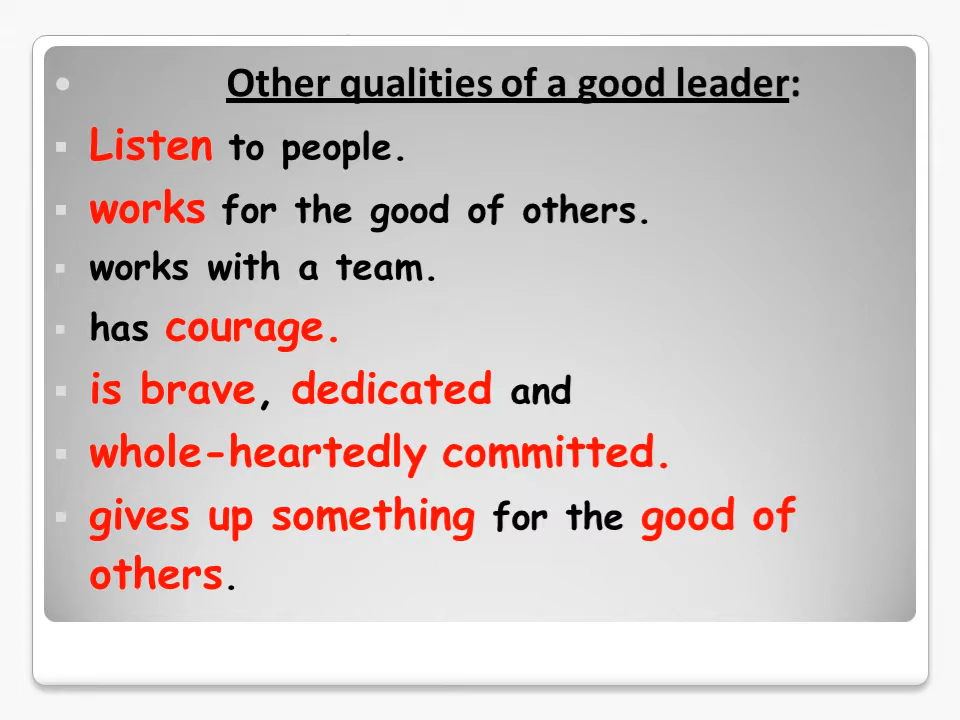 • Other qualities of a good leader:
▪ Listen to people.
▪ works for the good of others.
▪ works with a team.
▪ has courage.
▪ is brave, dedicated and
▪ whole-heartedly committed.
▪ gives up something for the good of
others.